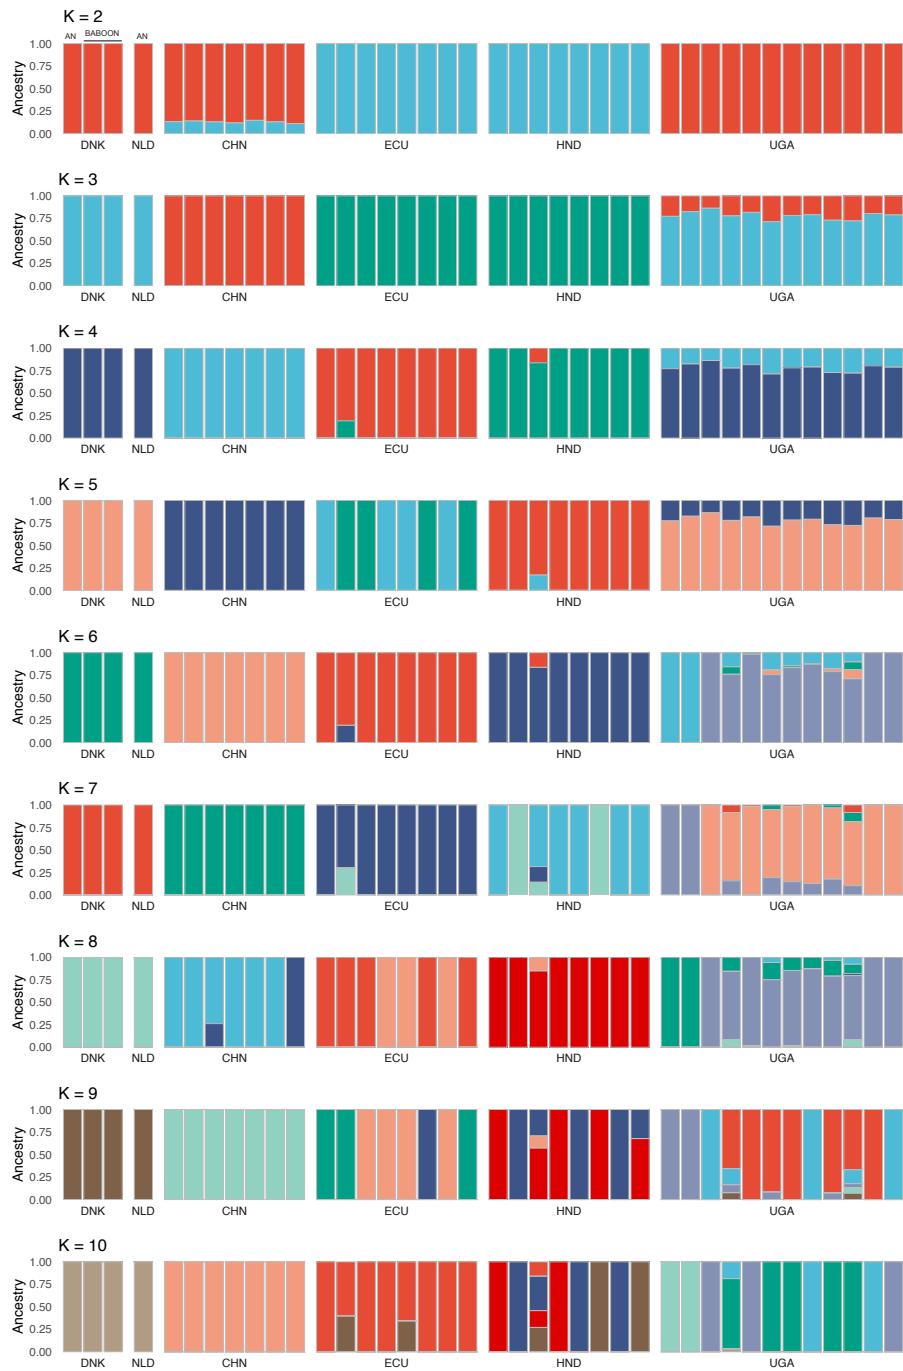 K = 2
AN BABOON AN
Ancestry
1.00
0.75
0.50
0.25
0.00
DNK NLD CHN ECU HND UGA
K = 3
Ancestry
1.00
0.75
0.50
0.25
0.00
DNK NLD CHN ECU HND UGA
K = 4
Ancestry
1.00
0.75
0.50
0.25
0.00
DNK NLD CHN ECU HND UGA
K = 5
Ancestry
1.00
0.75
0.50
0.25
0.00
DNK NLD CHN ECU HND UGA
K = 6
Ancestry
1.00
0.75
0.50
0.25
0.00
DNK NLD CHN ECU HND UGA
K = 7
Ancestry
1.00
0.75
0.50
0.25
0.00
DNK NLD CHN ECU HND UGA
K = 8
Ancestry
1.00
0.75
0.50
0.25
0.00
DNK NLD CHN ECU HND UGA
K = 9
Ancestry
1.00
0.75
0.50
0.25
0.00
DNK NLD CHN ECU HND UGA
K = 10
Ancestry
1.00
0.75
0.50
0.25
0.00
DNK NLD CHN ECU HND UGA